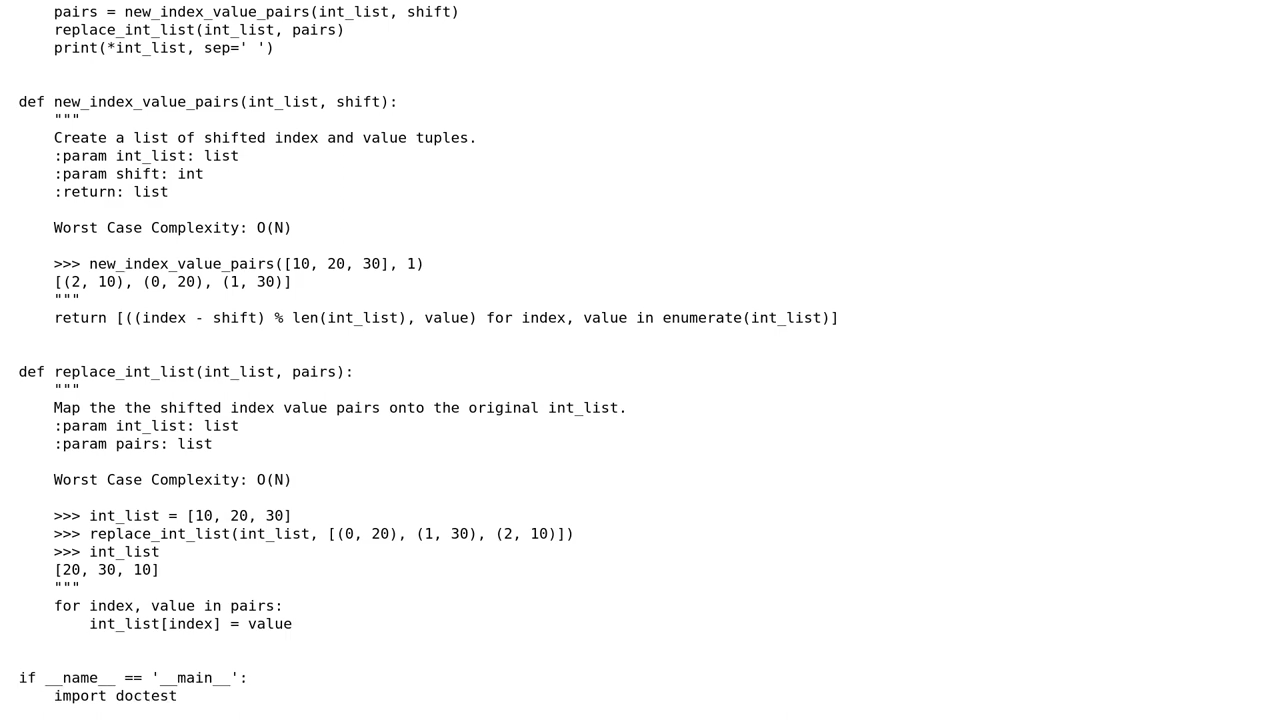 pairs = new_index_value_pairs(int_list, shift)
    replace_int_list(int_list, pairs)
    print(*int_list, sep=' ')
def new_index_value_pairs(int_list, shift):
    """
    Create a list of shifted index and value tuples.
    :param int_list: list
    :param shift: int
    :return: list
    Worst Case Complexity: O(N)
    >>> new_index_value_pairs([10, 20, 30], 1)
    [(2, 10), (0, 20), (1, 30)]
    """
    return [((index - shift) % len(int_list), value) for index, value in enumerate(int_list)]
def replace_int_list(int_list, pairs):
    """
    Map the the shifted index value pairs onto the original int_list.
    :param int_list: list
    :param pairs: list
    Worst Case Complexity: O(N)
    >>> int_list = [10, 20, 30]
    >>> replace_int_list(int_list, [(0, 20), (1, 30), (2, 10)])
    >>> int_list
    [20, 30, 10]
    """
    for index, value in pairs:
        int_list[index] = value
if __name__ == '__main__':
    import doctest